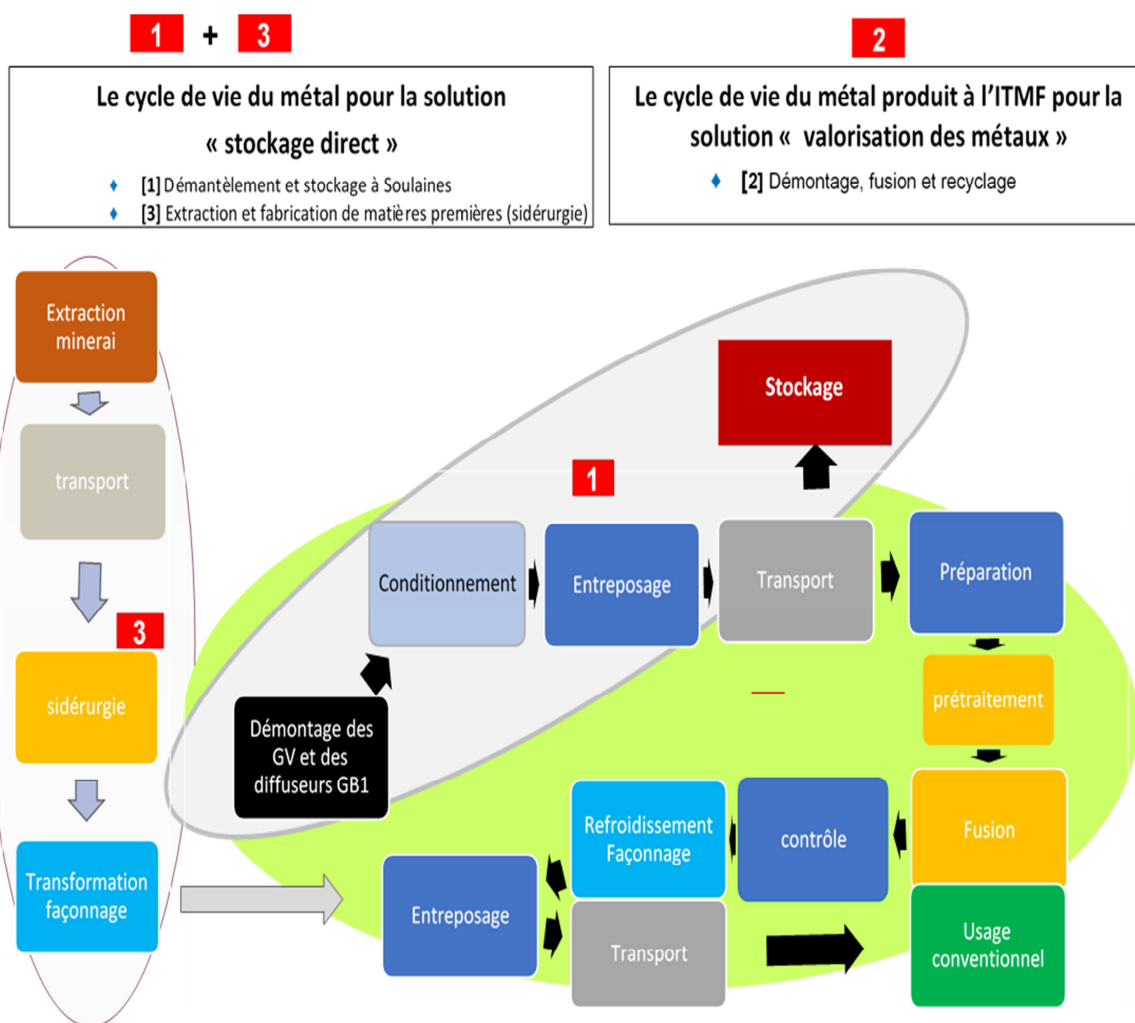 1 + 3
2
Le cycle de vie du métal pour la solution
« stockage direct »
[1] Démantèlement et stockage à Soulaines
[3] Extraction et fabrication de matières premières (sidérurgie)
Le cycle de vie du métal produit à l'ITMF pour la
solution « valorisation des métaux »
[2] Démontage, fusion et recyclage
Extraction
minerai
transport
3
sidérurgie
Transformation
façonnage
Stockage
1
Conditionnement
Entreposage
Transport
Préparation
Démontage des
GV et des
diffuseurs GB1
prétraitement
Fusion
contrôle
Refroidissement
Façonnage
Entreposage
Transport
Usage
conventionnel